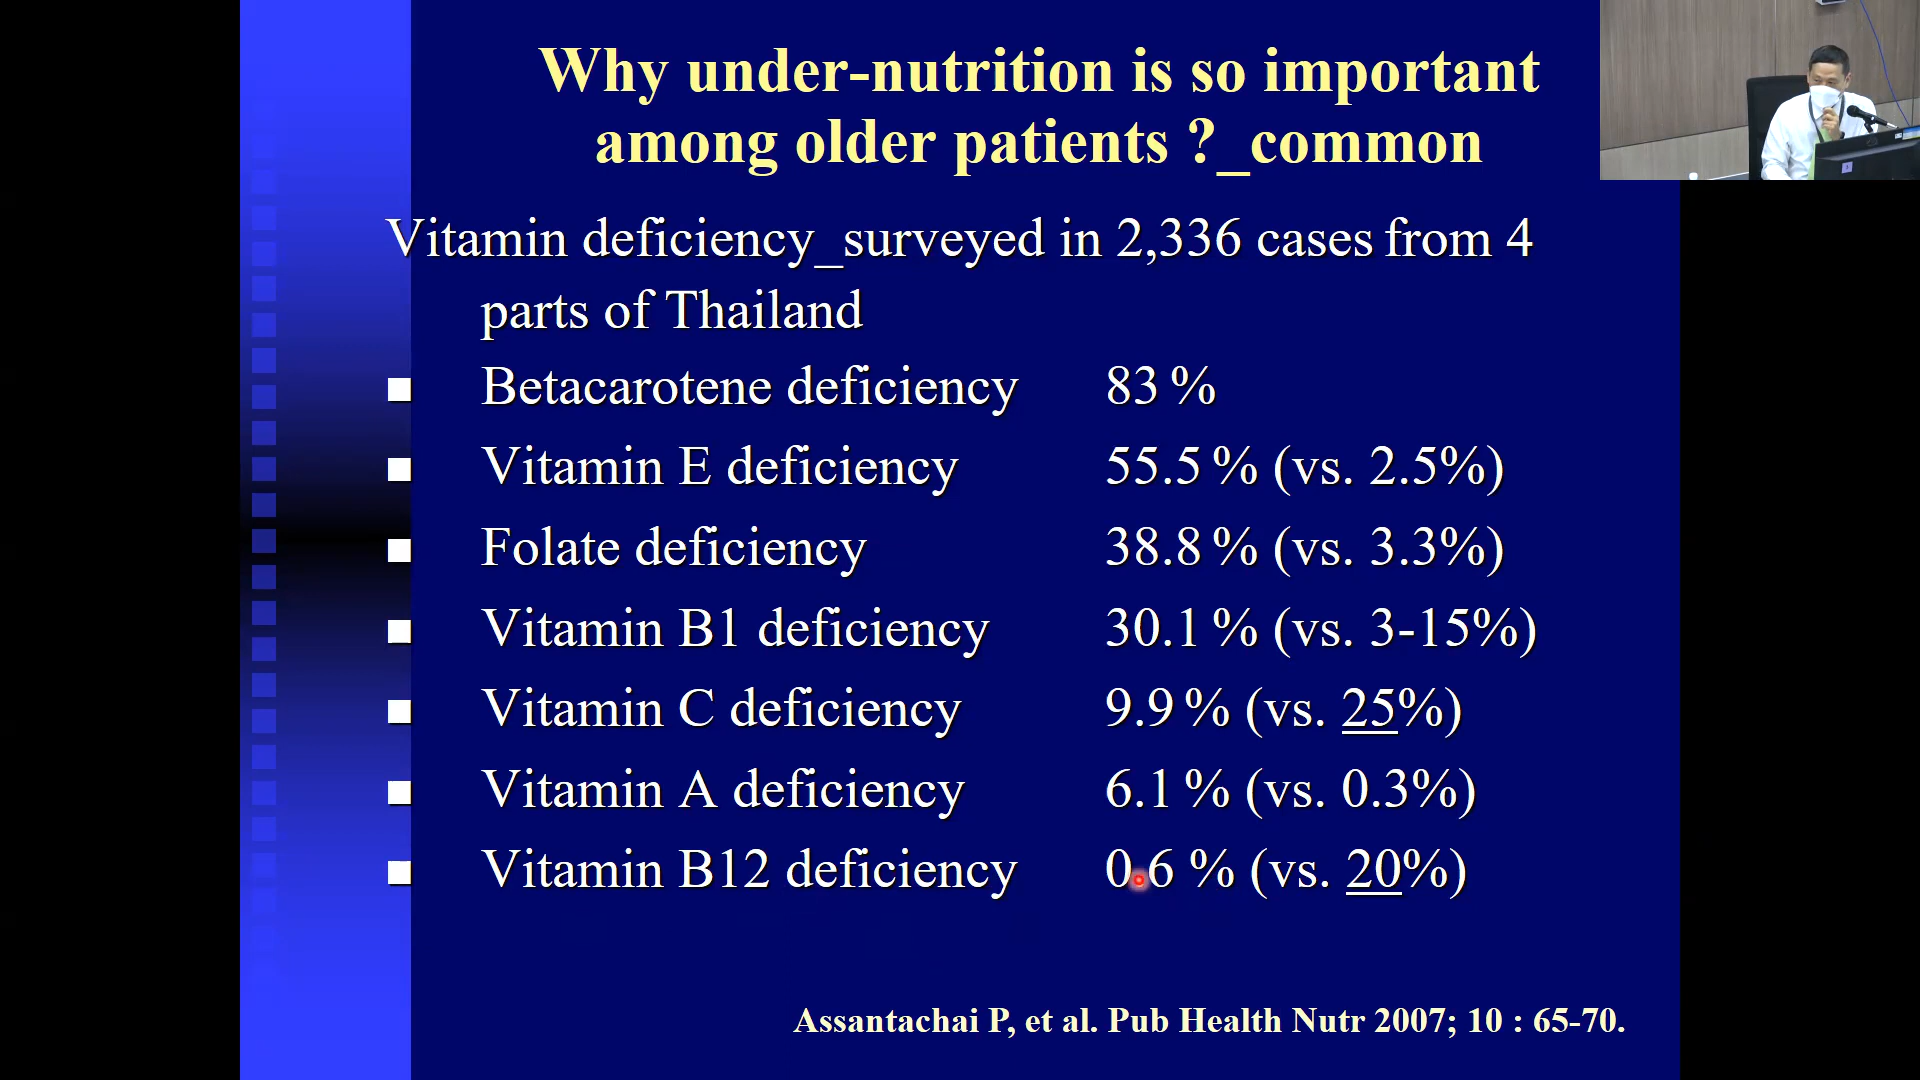 Why under-nutrition is so important
among older patients ?_common
Vitamin deficiency_surveyed in 2,336 cases from 4
parts of Thailand
Betacarotene deficiency 83 %
Vitamin E deficiency 55.5 % (vs. 2.5%)
Folate deficiency 38.8 % (vs. 3.3%)
Vitamin B1 deficiency 30.1 % (vs. 3-15%)
Vitamin C deficiency 9.9 % (vs. 25%)
Vitamin A deficiency 6.1 % (vs. 0.3%)
Vitamin B12 deficiency 0.6 % (vs. 20%)
Assantachai P, et al. Pub Health Nutr 2007; 10 : 65-70.